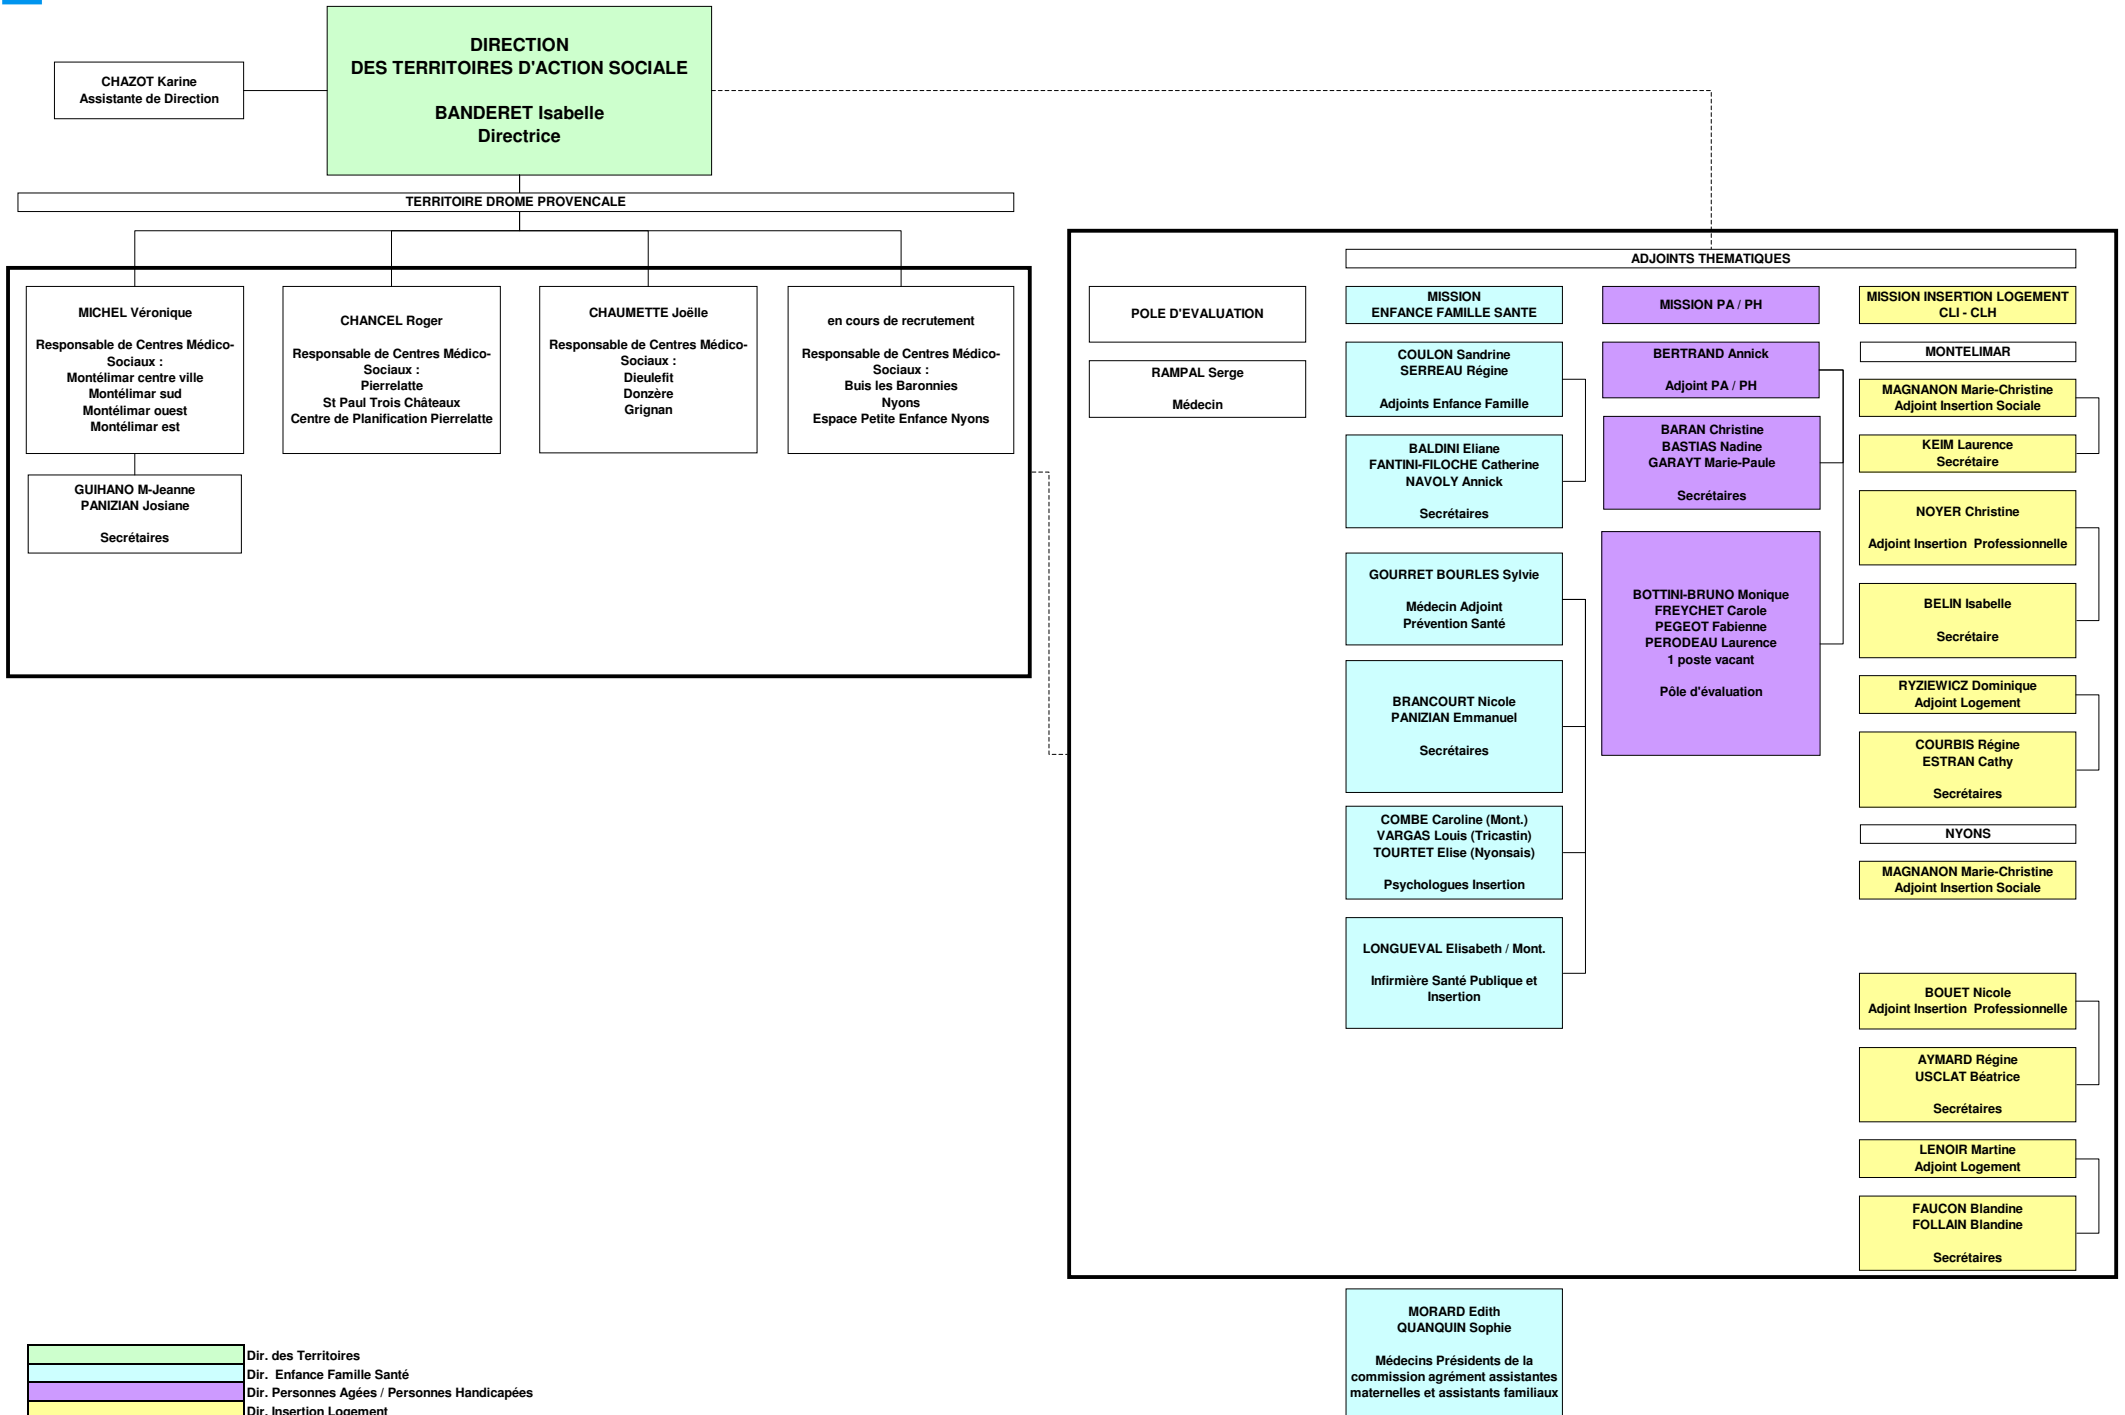 DIRECTION
DES TERRITOIRES D'ACTION SOCIALE
BANDERET Isabelle
Directrice
CHAZOT Karine
Assistante de Direction
TERRITOIRE DROME PROVENCALE
MICHEL Véronique
Responsable de Centres Médico-
Sociaux :
Montélimar centre ville
Montélimar sud
Montélimar ouest
Montélimar est
GUIHANO M-Jeanne
PANIZIAN Josiane
Secrétaires
CHANCEL Roger
Responsable de Centres Médico-
Sociaux :
Pierrelatte
St Paul Trois Châteaux
Centre de Planification Pierrelatte
CHAUMETTE Joëlle
Responsable de Centres Médico-
Sociaux :
Dieulefit
Donzère
Grignan
en cours de recrutement
Responsable de Centres Médico-
Sociaux :
Buis les Baronnies
Nyons
Espace Petite Enfance Nyons
ADJOINTS THEMATIQUES
POLE D'EVALUATION
RAMPAL Serge
Médecin
MISSION
ENFANCE FAMILLE SANTE
COULON Sandrine
SERREAU Régine
Adjoints Enfance Famille
BALDINI Eliane
FANTINI-FILOCHE Catherine
NAVOLY Annick
Secrétaires
GOURRET BOURLES Sylvie
Médecin Adjoint
Prévention Santé
BRANCOURT Nicole
PANIZIAN Emmanuel
Secrétaires
COMBE Caroline (Mont.)
VARGAS Louis (Tricastin)
TOURTET Elise (Nyonsais)
Psychologues Insertion
LONGUEVAL Elisabeth / Mont.
Infirmière Santé Publique et
Insertion
MISSION PA / PH
BERTRAND Annick
Adjoint PA / PH
BARAN Christine
BASTIAS Nadine
GARAYT Marie-Paule
Secrétaires
BOTTINI-BRUNO Monique
FREYCHET Carole
PEGEOT Fabienne
PERODEAU Laurence
1 poste vacant
Pôle d'évaluation
MISSION INSERTION LOGEMENT
CLI - CLH
MONTELIMAR
MAGNANON Marie-Christine
Adjoint Insertion Sociale
KEIM Laurence
Secrétaire
NOYER Christine
Adjoint Insertion  Professionnelle
BELIN Isabelle
Secrétaire
RYZIEWICZ Dominique
Adjoint Logement
COURBIS Régine
ESTRAN Cathy
Secrétaires
NYONS
MAGNANON Marie-Christine
Adjoint Insertion Sociale
BOUET Nicole
Adjoint Insertion  Professionnelle
AYMARD Régine
USCLAT Béatrice
Secrétaires
LENOIR Martine
Adjoint Logement
FAUCON Blandine
FOLLAIN Blandine
Secrétaires
MORARD Edith
QUANQUIN Sophie
Médecins Présidents de la
commission agrément assistantes
maternelles et assistants familiaux
Dir. des Territoires
Dir.  Enfance Famille Santé
Dir. Personnes Agées / Personnes Handicapées
Dir. Insertion Logement